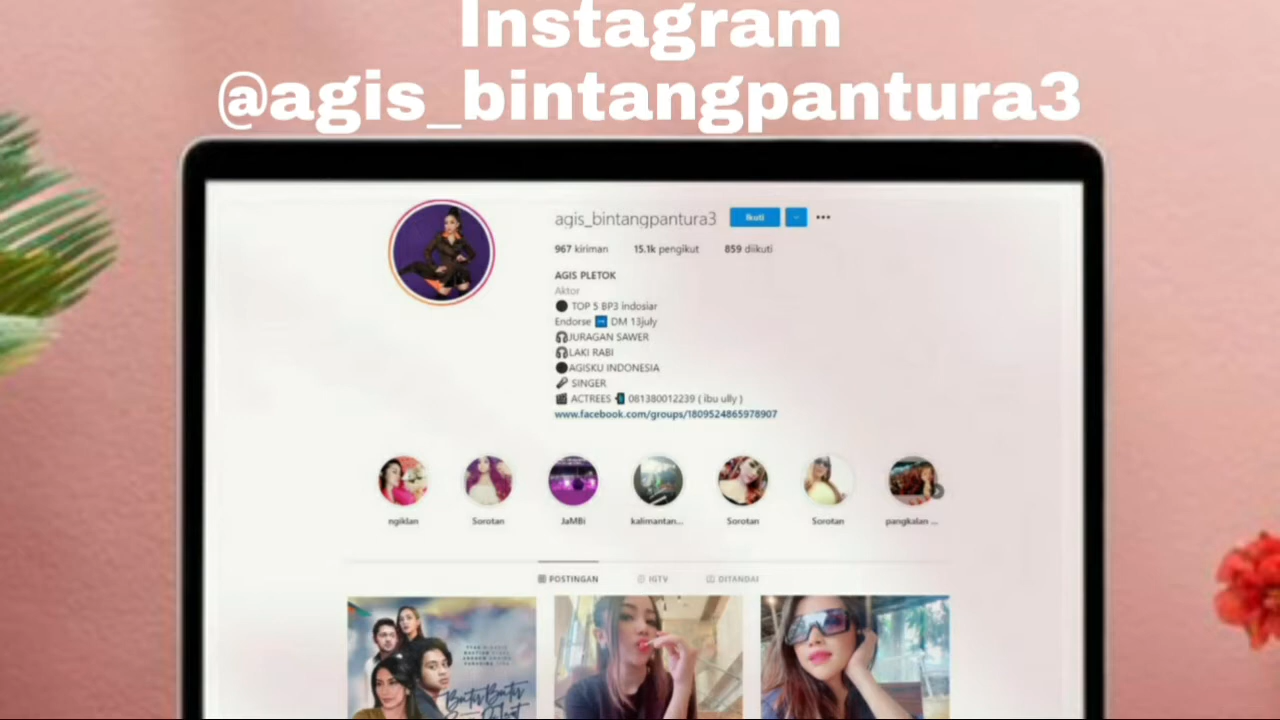 Instagram
@agis_bintangpantura3
agis_bintangpantura3 Ikuti
967 kiriman 15.1k pengikut 859 diikuti
AGIS PLETOK
Aktor
TOP 5 BP3 indosiar
Endorse DM 13july
JURAGAN SAWER
LAKI RABI
AGISKU INDONESIA
SINGER
ACTREES 081380012239 ( ibu ully )
www.facebook.com/groups/1809524865978907
ngiklan Sorotan JaMBi kalimantan... Sorotan Sorotan pangkalan ...
POSTINGAN IGTV DITANDAI